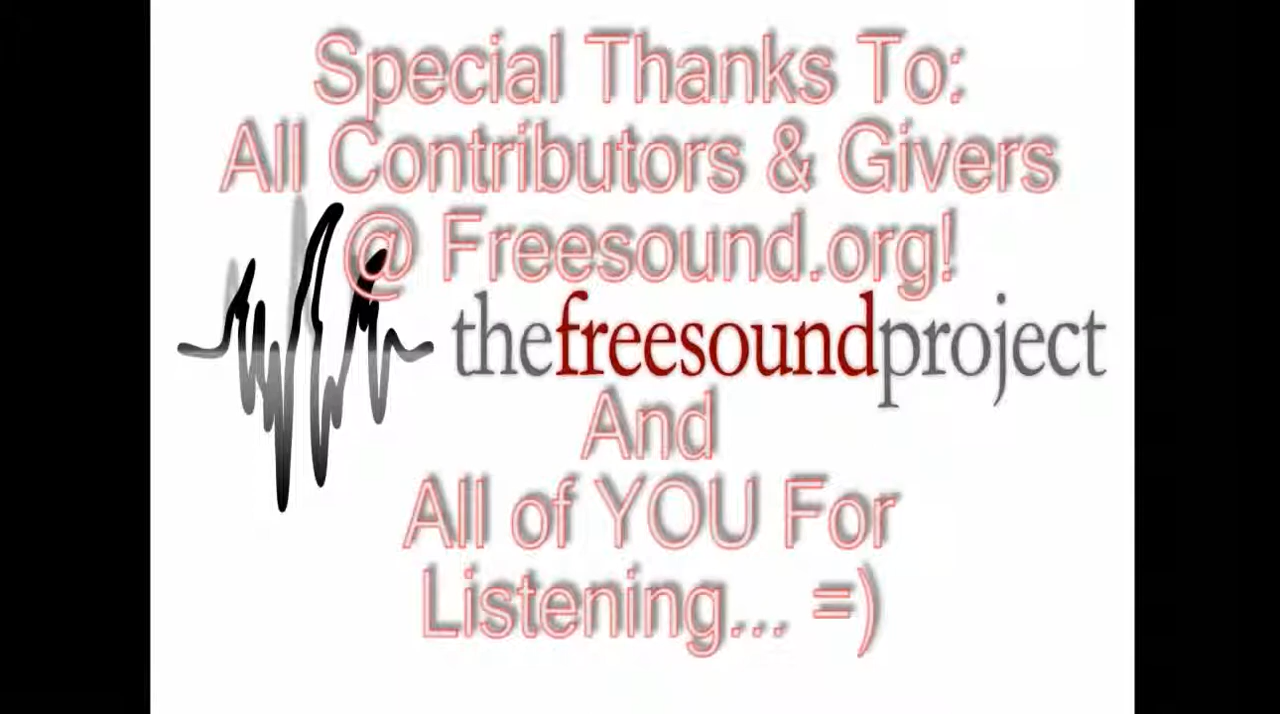 Special Thanks To:
All Contributors & Givers
@ Freesound.org!
thefreesoundproject
And
All of YOU For
Listening... =)